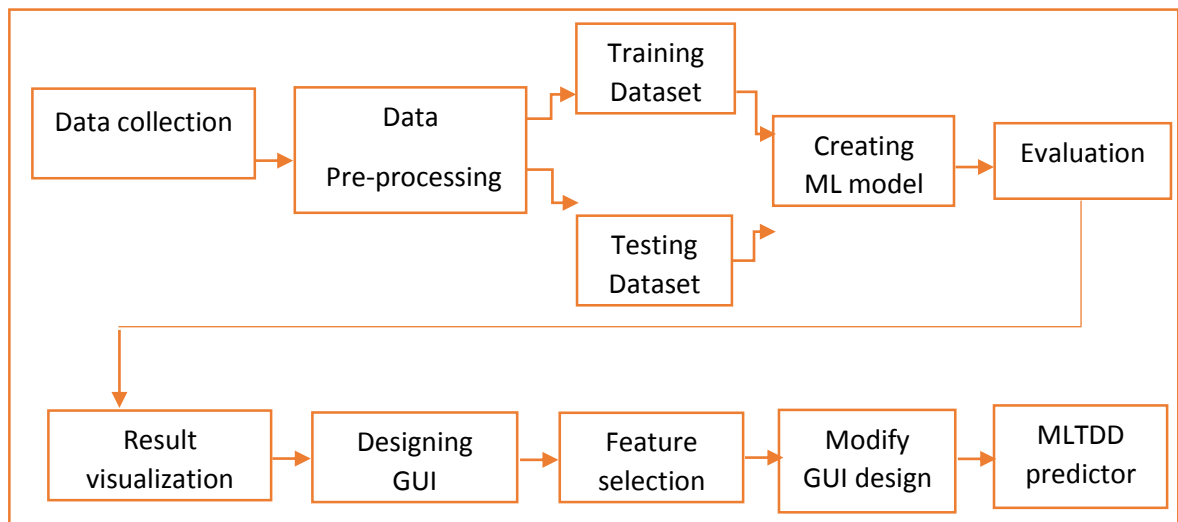 Data collection
Data
Pre-processing
Training
Dataset
Testing
Dataset
Creating
ML model
Evaluation
Result
visualization
Designing
GUI
Feature
selection
Modify
GUI design
MLTDD
predictor